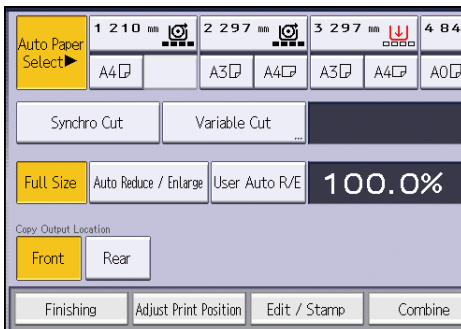 Auto Paper Select▶
1 210 mm
2 297 mm
3 297 mm
4 84
A4
A3
A4
A3
A4
A0
Synchro Cut
Variable Cut
...
Full Size
Auto Reduce / Enlarge
User Auto R/E
100.0%
Copy Output Location
Front
Rear
Finishing
Adjust Print Position
Edit / Stamp
Combine